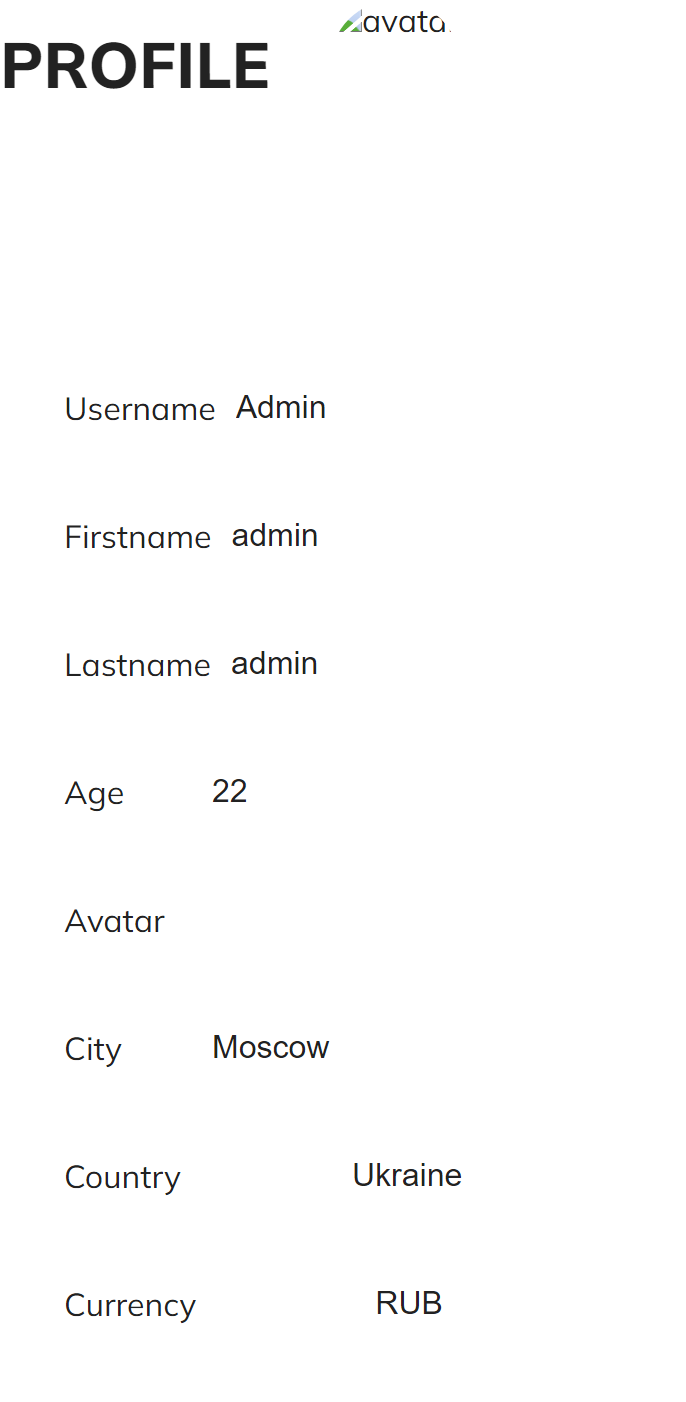 avata
PROFILE
Username Admin
Firstname admin
Lastname admin
Age 22
Avatar
City Moscow
Country Ukraine
Currency RUB